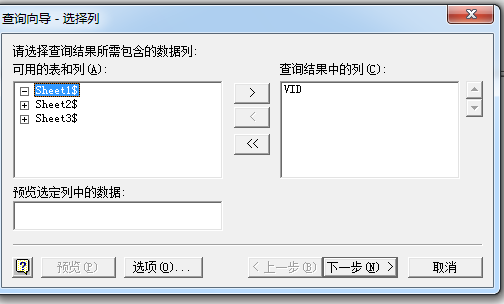 查询向导 - 选择列
请选择查询结果所需包含的数据列:
可用的表和列(A):
查询结果中的列(C):
Sheet1$
Sheet2$
Sheet3$
>
<
<<
VID
预览选定列中的数据:
预览(P)
选项(O)...
< 上一步(B)
下一步(N) >
取消